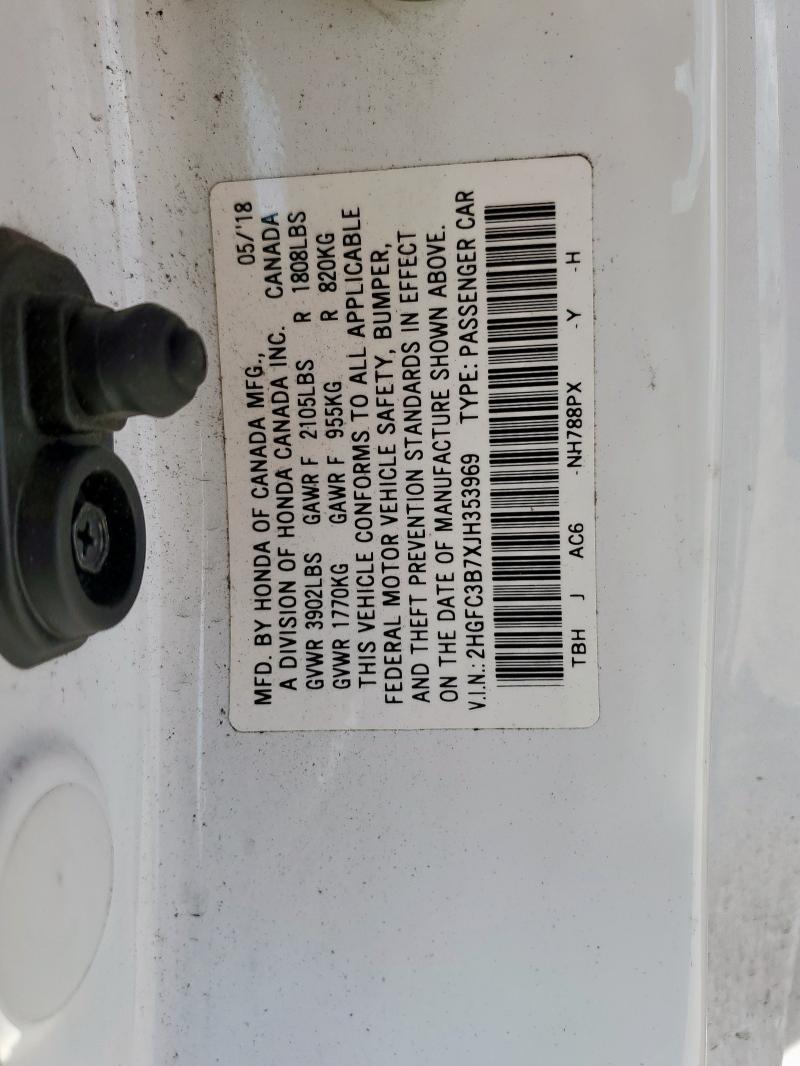 MFD. BY HONDA OF CANADA MFG., 05/'18
A DIVISION OF HONDA CANADA INC. CANADA
GVWR 3902LBS GAWR F 2105LBS R 1808LBS
GVWR 1770KG GAWR F 955KG R 820KG
THIS VEHICLE CONFORMS TO ALL APPLICABLE
FEDERAL MOTOR VEHICLE SAFETY, BUMPER,
AND THEFT PREVENTION STANDARDS IN EFFECT
ON THE DATE OF MANUFACTURE SHOWN ABOVE.
V.I.N.: 2HGFC3B7XJH353969 TYPE: PASSENGER CAR
TBH J AC6 -NH788PX -Y -H